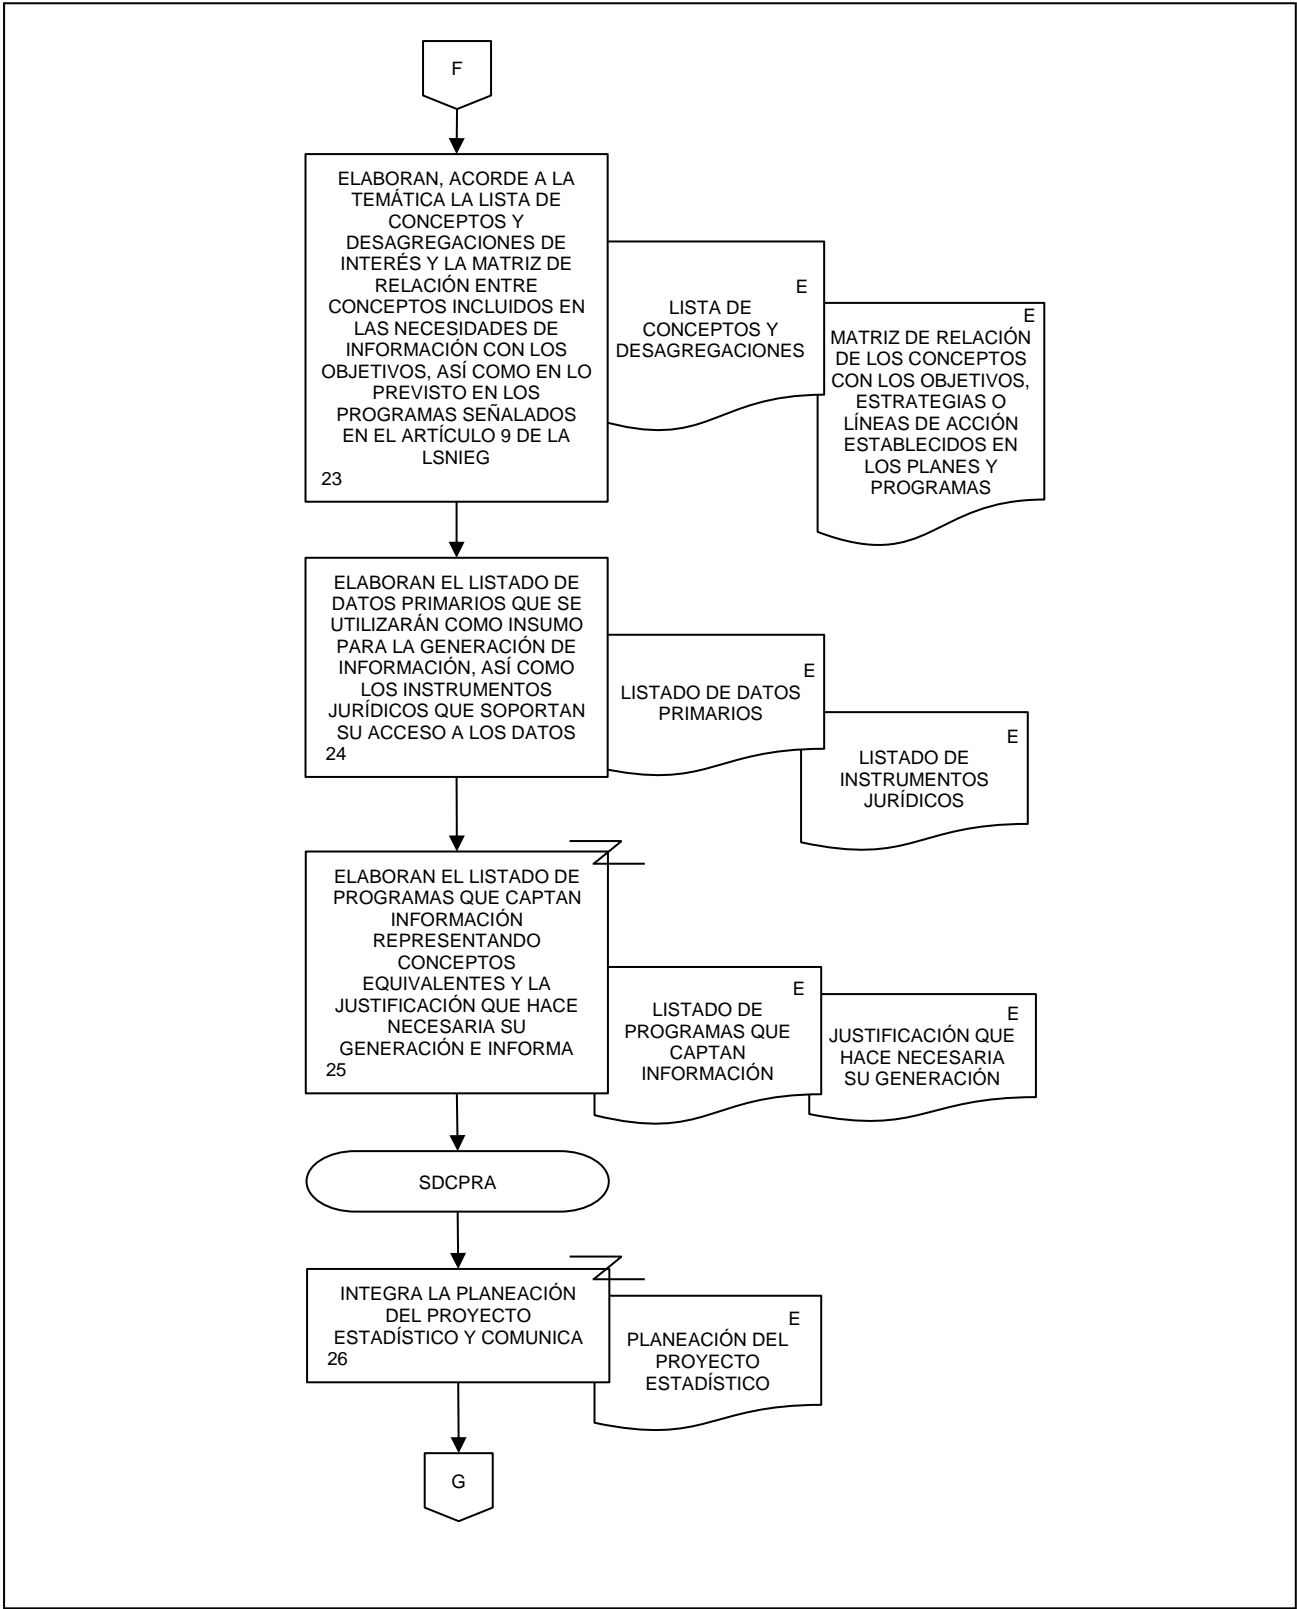 F
ELABORAN, ACORDE A LA
TEMÁTICA LA LISTA DE
CONCEPTOS Y
DESAGREGACIONES DE
INTERÉS Y LA MATRIZ DE
RELACIÓN ENTRE
CONCEPTOS INCLUIDOS EN
LAS NECESIDADES DE
INFORMACIÓN CON LOS
OBJETIVOS, ASÍ COMO EN LO
PREVISTO EN LOS
PROGRAMAS SEÑALADOS
EN EL ARTÍCULO 9 DE LA
LSNIEG
23
E
LISTA DE
CONCEPTOS Y
DESAGREGACIONES
E
MATRIZ DE RELACIÓN
DE LOS CONCEPTOS
CON LOS OBJETIVOS,
ESTRATEGIAS O
LÍNEAS DE ACCIÓN
ESTABLECIDOS EN
LOS PLANES Y
PROGRAMAS
ELABORAN EL LISTADO DE
DATOS PRIMARIOS QUE SE
UTILIZARÁN COMO INSUMO
PARA LA GENERACIÓN DE
INFORMACIÓN, ASÍ COMO
LOS INSTRUMENTOS
JURÍDICOS QUE SOPORTAN
SU ACCESO A LOS DATOS
24
E
LISTADO DE DATOS
PRIMARIOS
E
LISTADO DE
INSTRUMENTOS
JURÍDICOS
ELABORAN EL LISTADO DE
PROGRAMAS QUE CAPTAN
INFORMACIÓN
REPRESENTANDO
CONCEPTOS
EQUIVALENTES Y LA
JUSTIFICACIÓN QUE HACE
NECESARIA SU
GENERACIÓN E INFORMA
25
E
LISTADO DE
PROGRAMAS QUE
CAPTAN
INFORMACIÓN
E
JUSTIFICACIÓN QUE
HACE NECESARIA
SU GENERACIÓN
SDCPRA
INTEGRA LA PLANEACIÓN
DEL PROYECTO
ESTADÍSTICO Y COMUNICA
26
E
PLANEACIÓN DEL
PROYECTO
ESTADÍSTICO
G